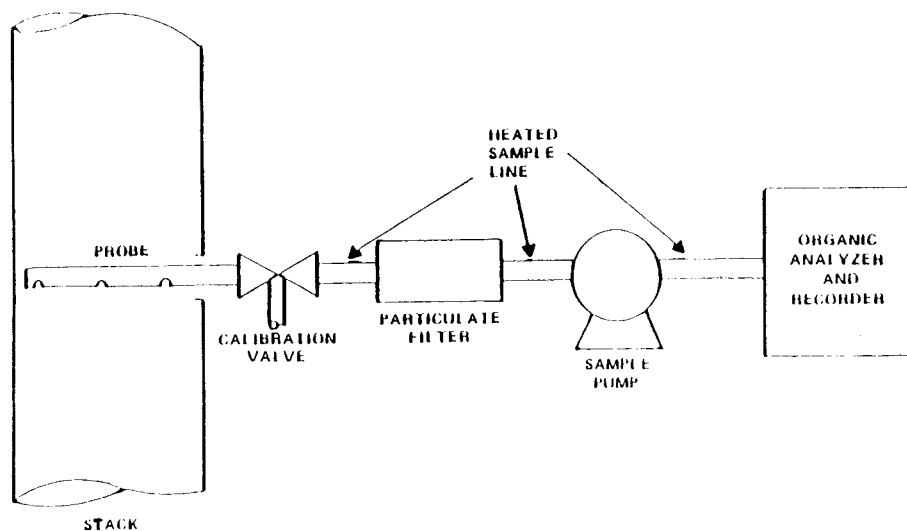 HEATED
SAMPLE
LINE
PROBE
ORGANIC
ANALYZER
AND
RECORDER
CALIBRATION
VALVE
PARTICULATE
FILTER
SAMPLE
PUMP
STACK